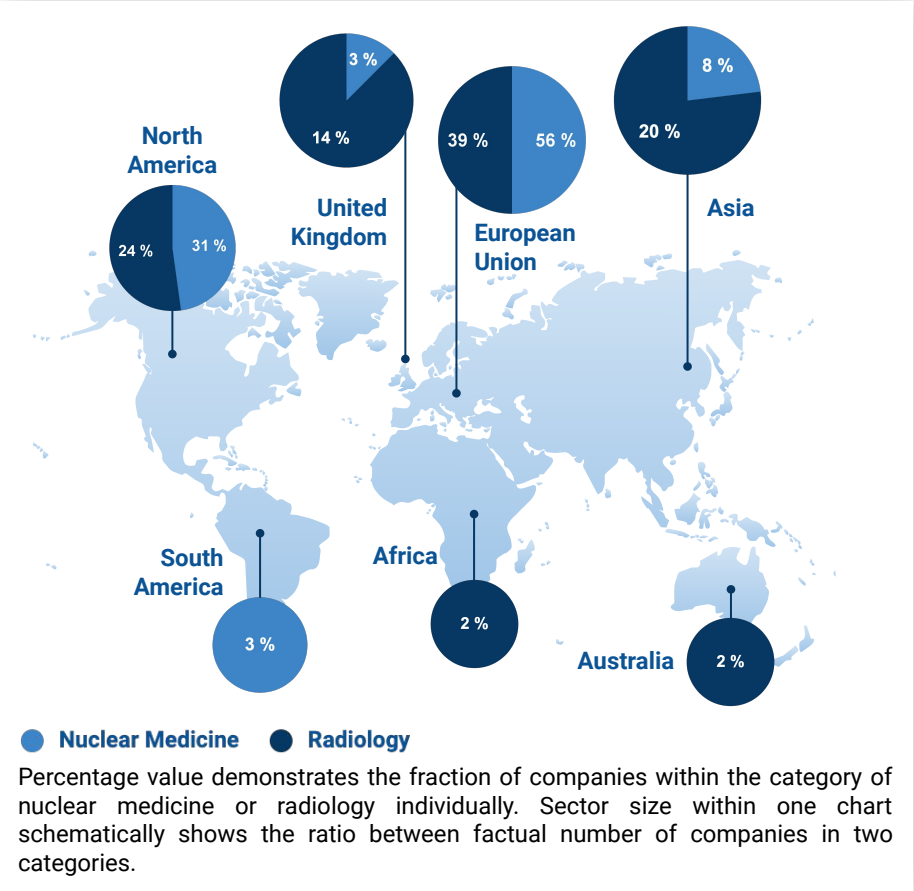 3 %
14 %
United
Kingdom
39 %
56 %
European
Union
8 %
20 %
Asia
North
America
24 %
31 %
South
America
3 %
Africa
2 %
Australia
2 %
Nuclear Medicine
Radiology
Percentage value demonstrates the fraction of companies within the category of
nuclear medicine or radiology individually. Sector size within one chart
schematically shows the ratio between factual number of companies in two
categories.